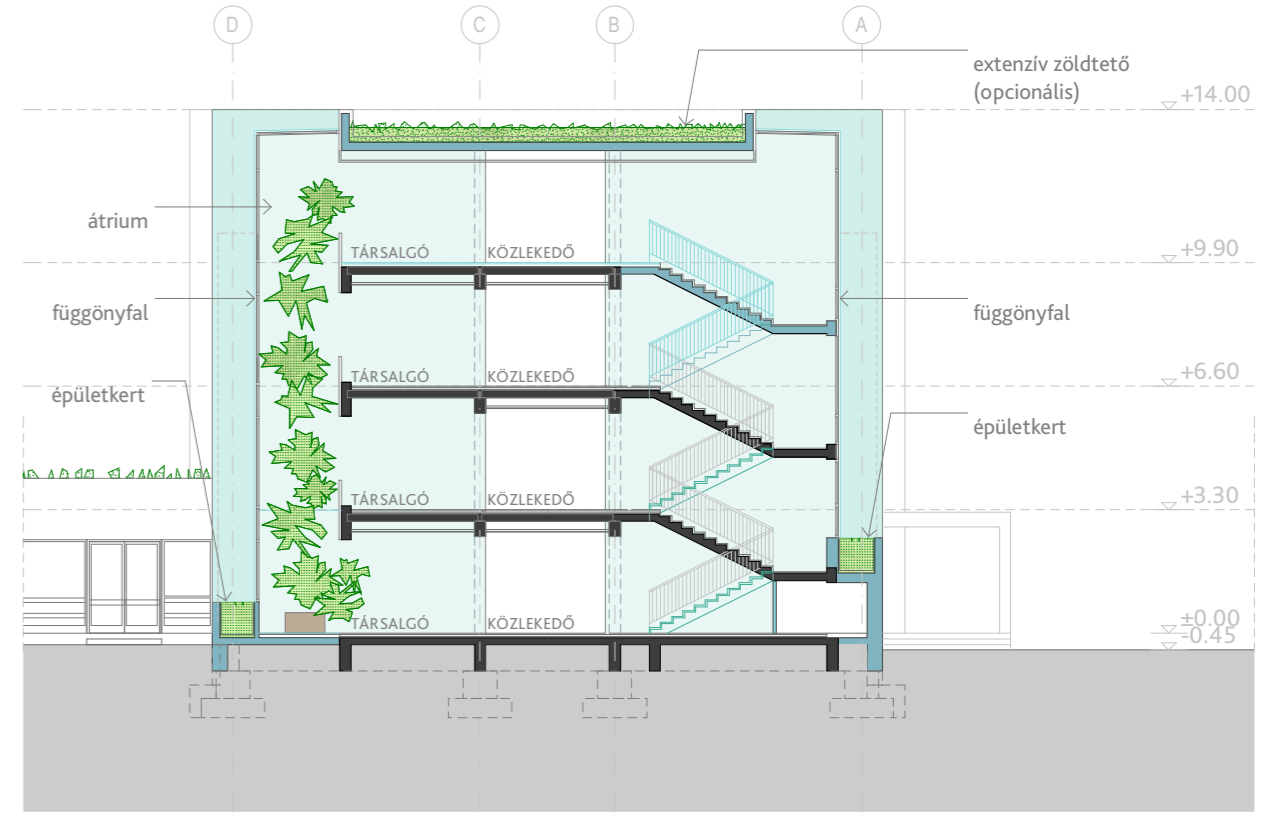 D
C
B
A
extenzív zöldtető
(opcionális)
+14.00
átrium
TÁRSALGÓ
KÖZLEKEDŐ
+9.90
függönyfal
függönyfal
TÁRSALGÓ
KÖZLEKEDŐ
+6.60
épületkert
épületkert
TÁRSALGÓ
KÖZLEKEDŐ
+3.30
TÁRSALGÓ
KÖZLEKEDŐ
±0.00
-0.45